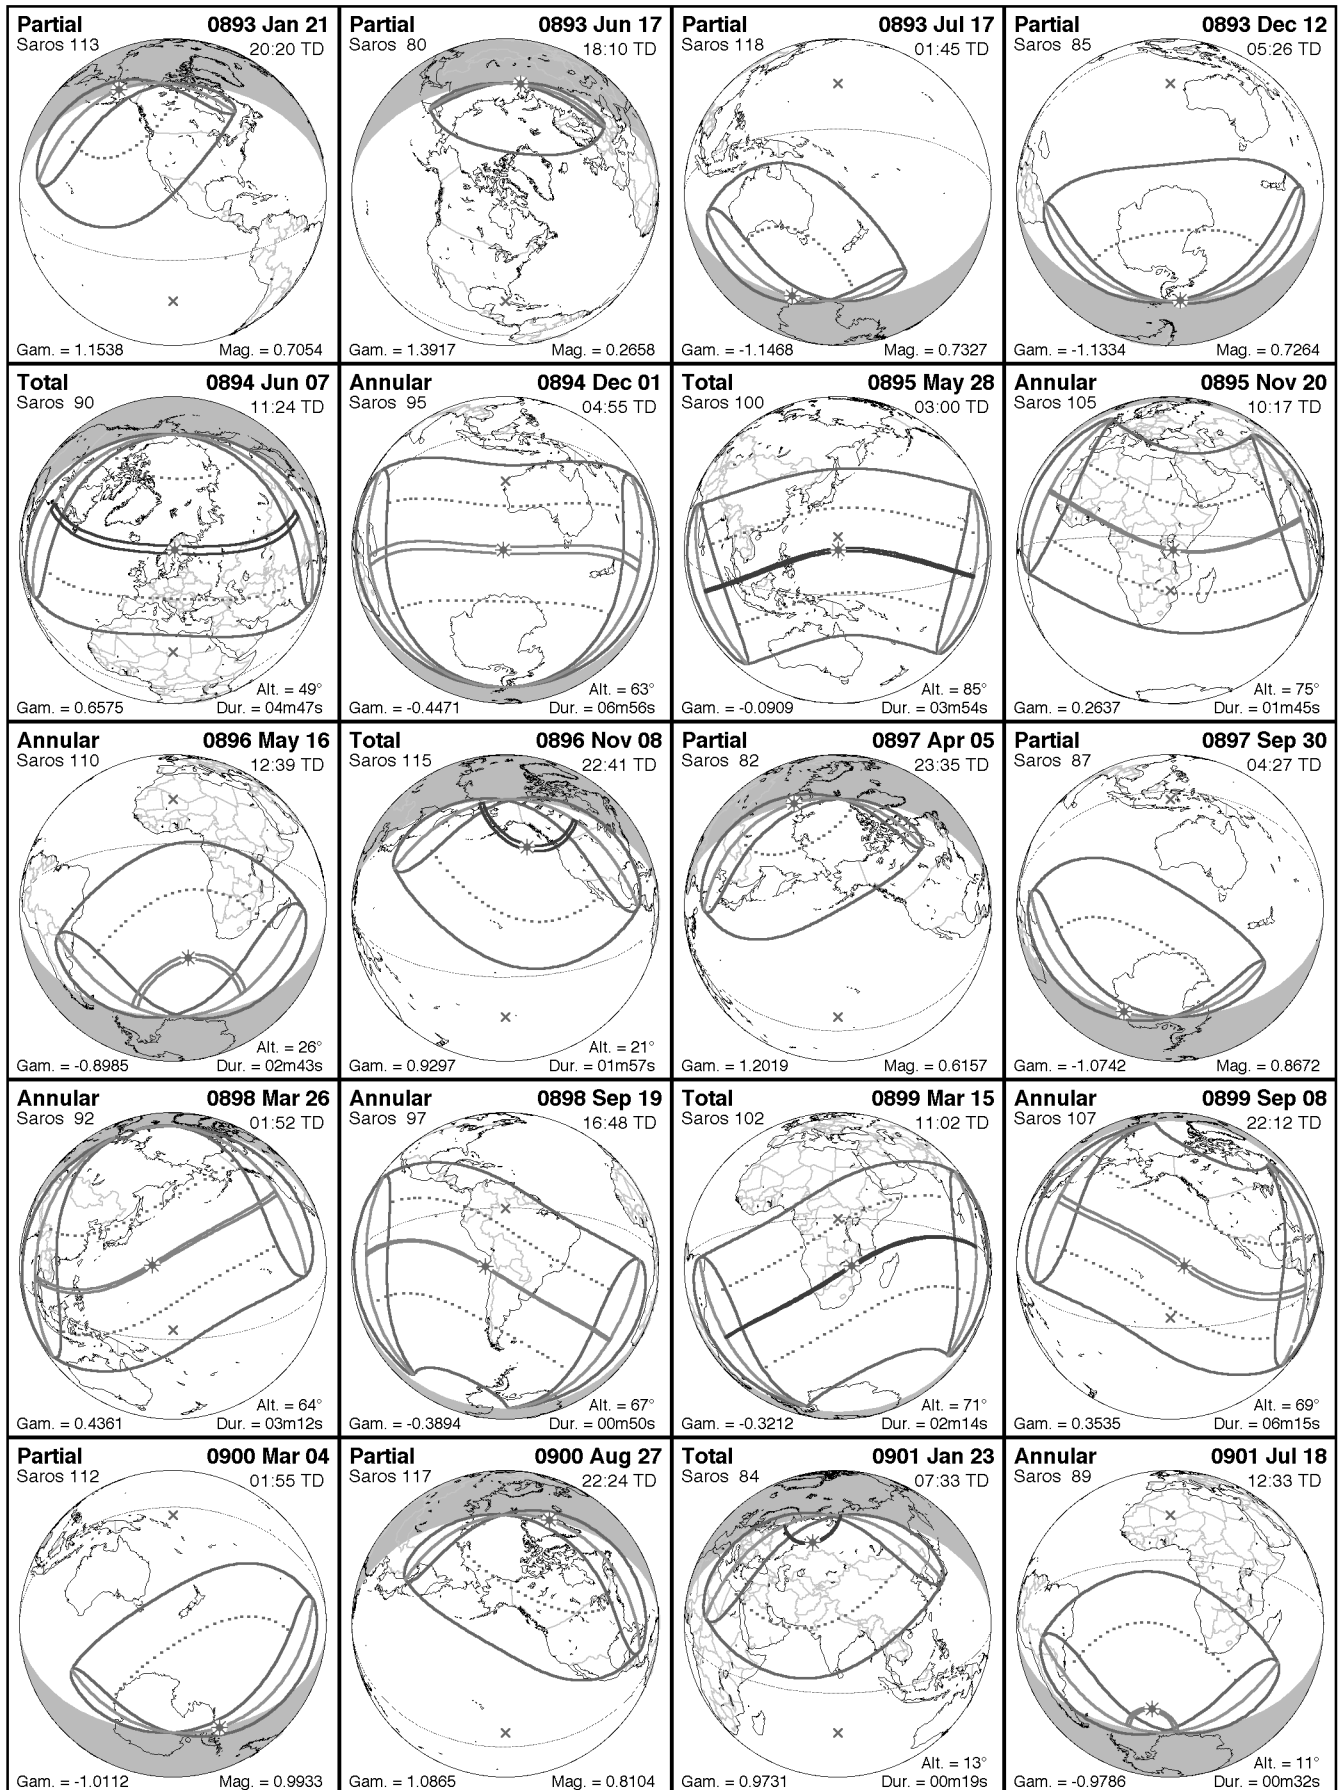 Partial 0893 Jan 21
Saros 113 20:20 TD
Gam. = 1.1538 Mag. = 0.7054
Partial 0893 Jun 17
Saros 80 18:10 TD
Gam. = 1.3917 Mag. = 0.2658
Partial 0893 Jul 17
Saros 118 01:45 TD
Gam. = -1.1468 Mag. = 0.7327
Partial 0893 Dec 12
Saros 85 05:26 TD
Gam. = -1.1334 Mag. = 0.7264
Total 0894 Jun 07
Saros 90 11:24 TD
Alt. = 49°
Gam. = 0.6575 Dur. = 04m47s
Annular 0894 Dec 01
Saros 95 04:55 TD
Alt. = 63°
Gam. = -0.4471 Dur. = 06m56s
Total 0895 May 28
Saros 100 03:00 TD
Alt. = 85°
Gam. = -0.0909 Dur. = 03m54s
Annular 0895 Nov 20
Saros 105 10:17 TD
Alt. = 75°
Gam. = 0.2637 Dur. = 01m45s
Annular 0896 May 16
Saros 110 12:39 TD
Alt. = 26°
Gam. = -0.8985 Dur. = 02m43s
Total 0896 Nov 08
Saros 115 22:41 TD
Alt. = 21°
Gam. = 0.9297 Dur. = 01m57s
Partial 0897 Apr 05
Saros 82 23:35 TD
Gam. = 1.2019 Mag. = 0.6157
Partial 0897 Sep 30
Saros 87 04:27 TD
Gam. = -1.0742 Mag. = 0.8672
Annular 0898 Mar 26
Saros 92 01:52 TD
Alt. = 64°
Gam. = 0.4361 Dur. = 03m12s
Annular 0898 Sep 19
Saros 97 16:48 TD
Alt. = 67°
Gam. = -0.3894 Dur. = 00m50s
Total 0899 Mar 15
Saros 102 11:02 TD
Alt. = 71°
Gam. = -0.3212 Dur. = 02m14s
Annular 0899 Sep 08
Saros 107 22:12 TD
Alt. = 69°
Gam. = 0.3535 Dur. = 06m15s
Partial 0900 Mar 04
Saros 112 01:55 TD
Gam. = -1.0112 Mag. = 0.9933
Partial 0900 Aug 27
Saros 117 22:24 TD
Gam. = 1.0865 Mag. = 0.8104
Total 0901 Jan 23
Saros 84 07:33 TD
Alt. = 13°
Gam. = 0.9731 Dur. = 00m19s
Annular 0901 Jul 18
Saros 89 12:33 TD
Alt. = 11°
Gam. = -0.9786 Dur. = 00m32s